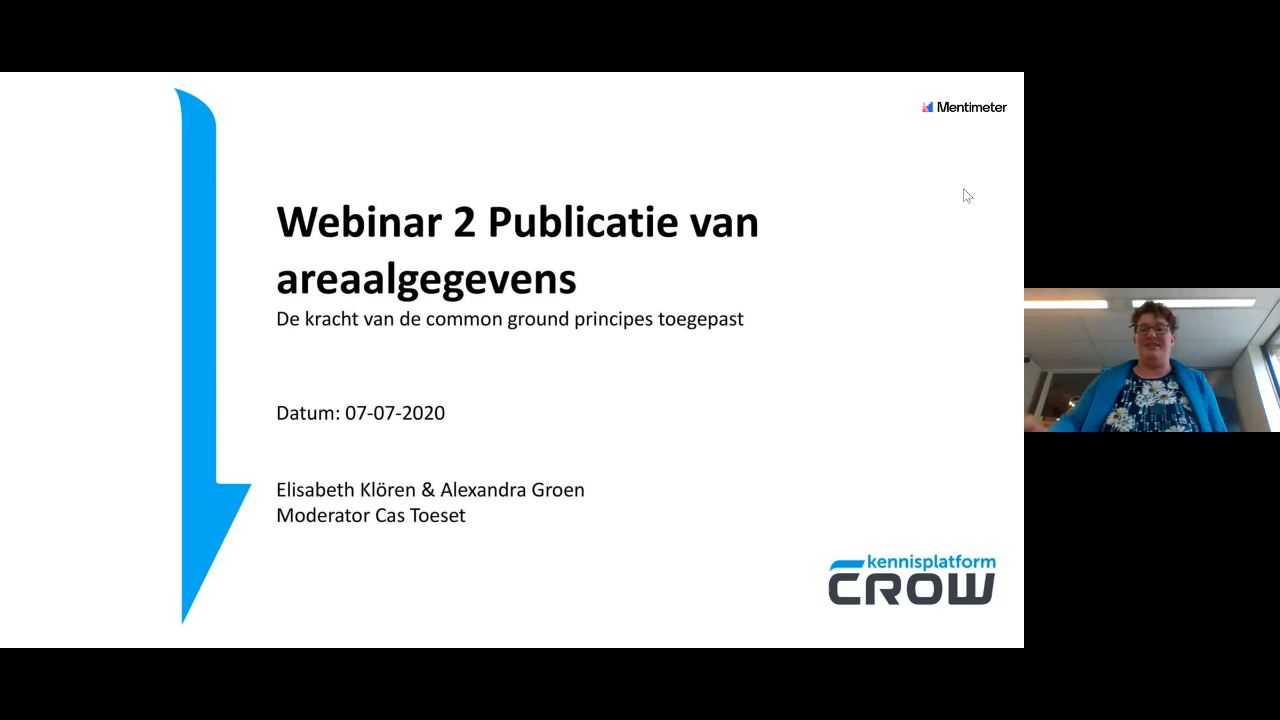 Mentimeter
Webinar 2 Publicatie van
areaalgegevens
De kracht van de common ground principes toegepast
Datum: 07-07-2020
Elisabeth Klören & Alexandra Groen
Moderator Cas Toeset
kennisplatform
CROW